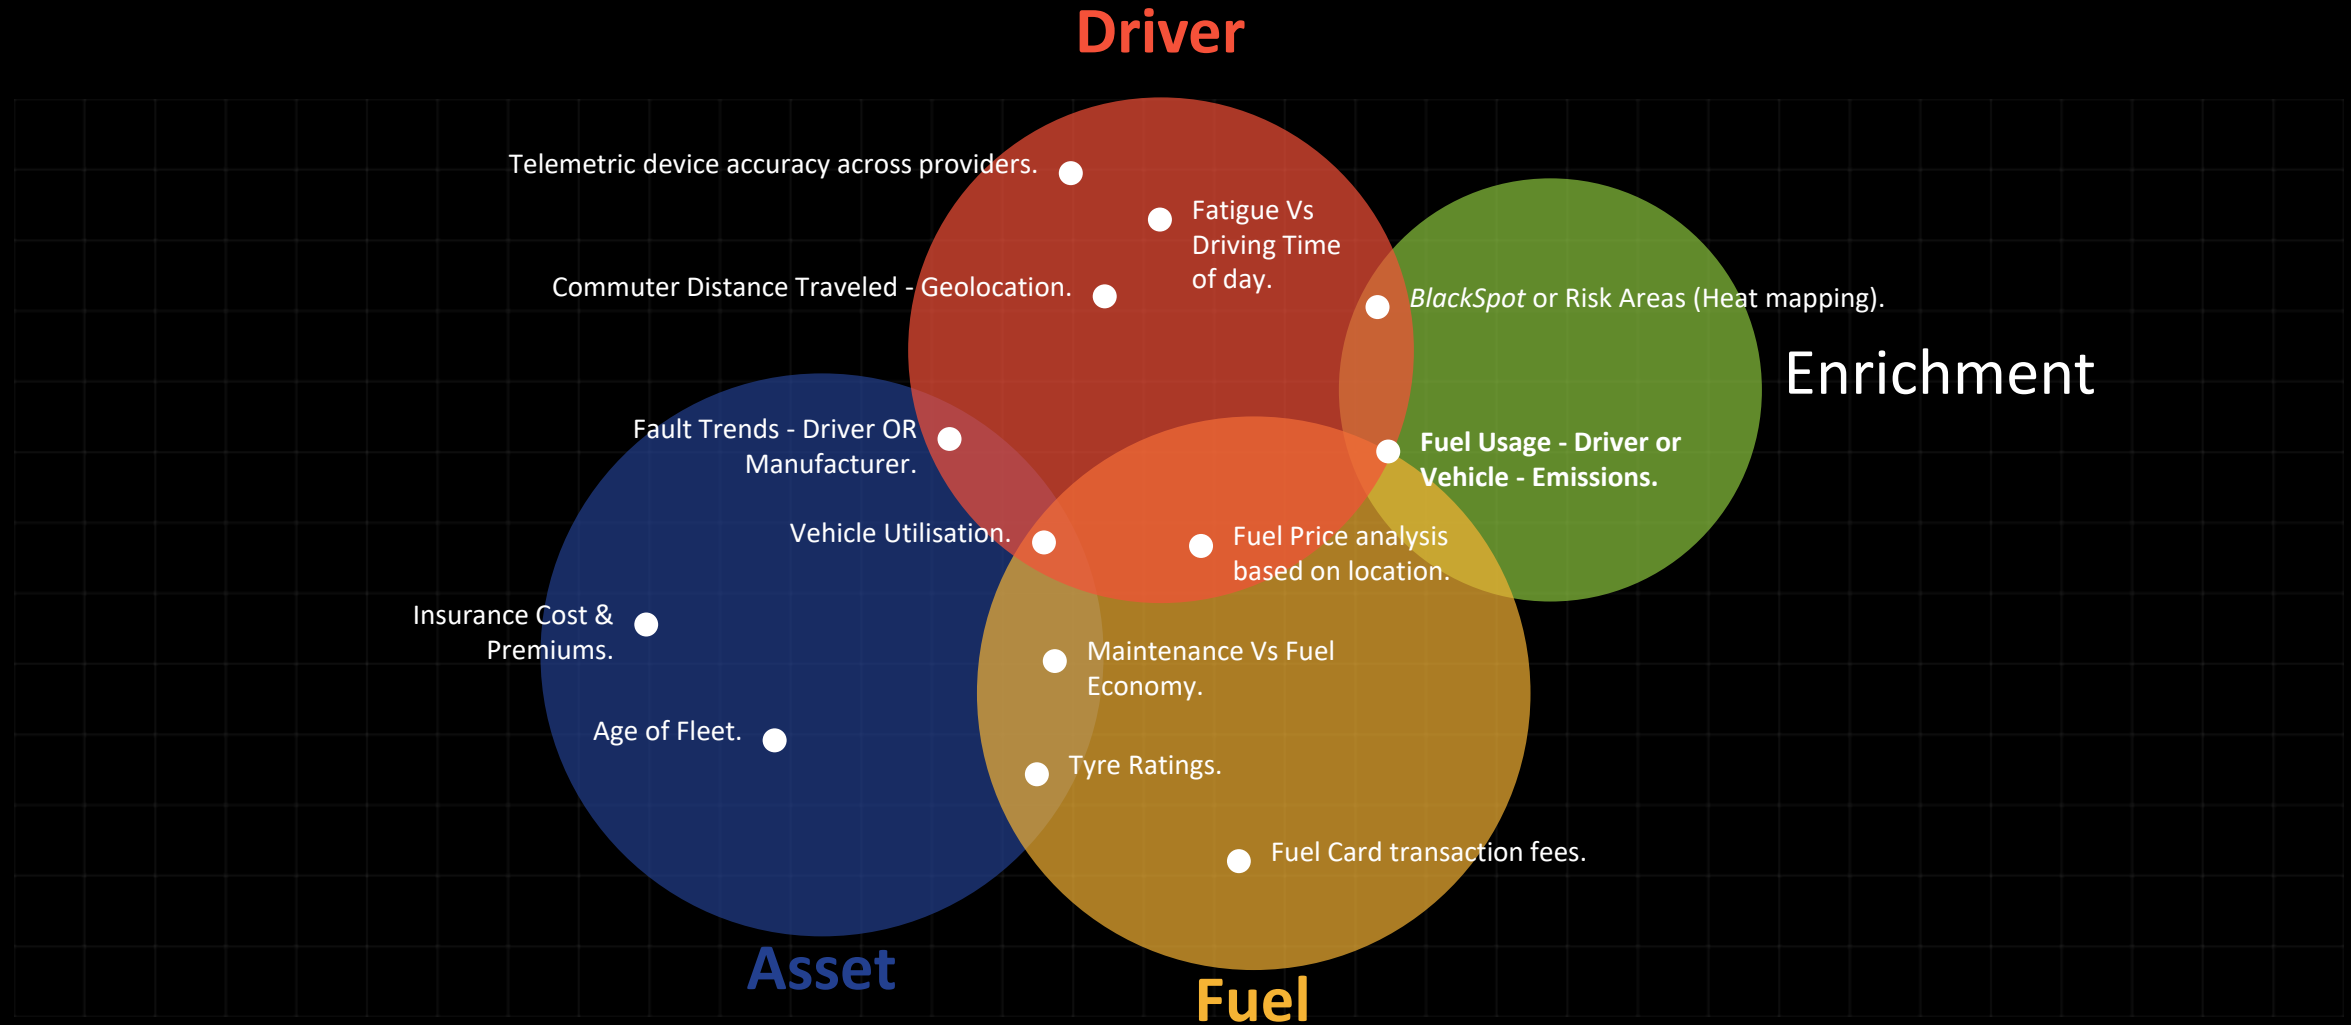 Driver
Telemetric device accuracy across providers.
Fatigue Vs
Driving Time
of day.
Commuter Distance Traveled - Geolocation.
BlackSpot or Risk Areas (Heat mapping).
Enrichment
Fault Trends - Driver OR
Manufacturer.
Fuel Usage - Driver or
Vehicle - Emissions.
Vehicle Utilisation.
Fuel Price analysis
based on location.
Insurance Cost &
Premiums.
Maintenance Vs Fuel
Economy.
Age of Fleet.
Tyre Ratings.
Fuel Card transaction fees.
Asset
Fuel